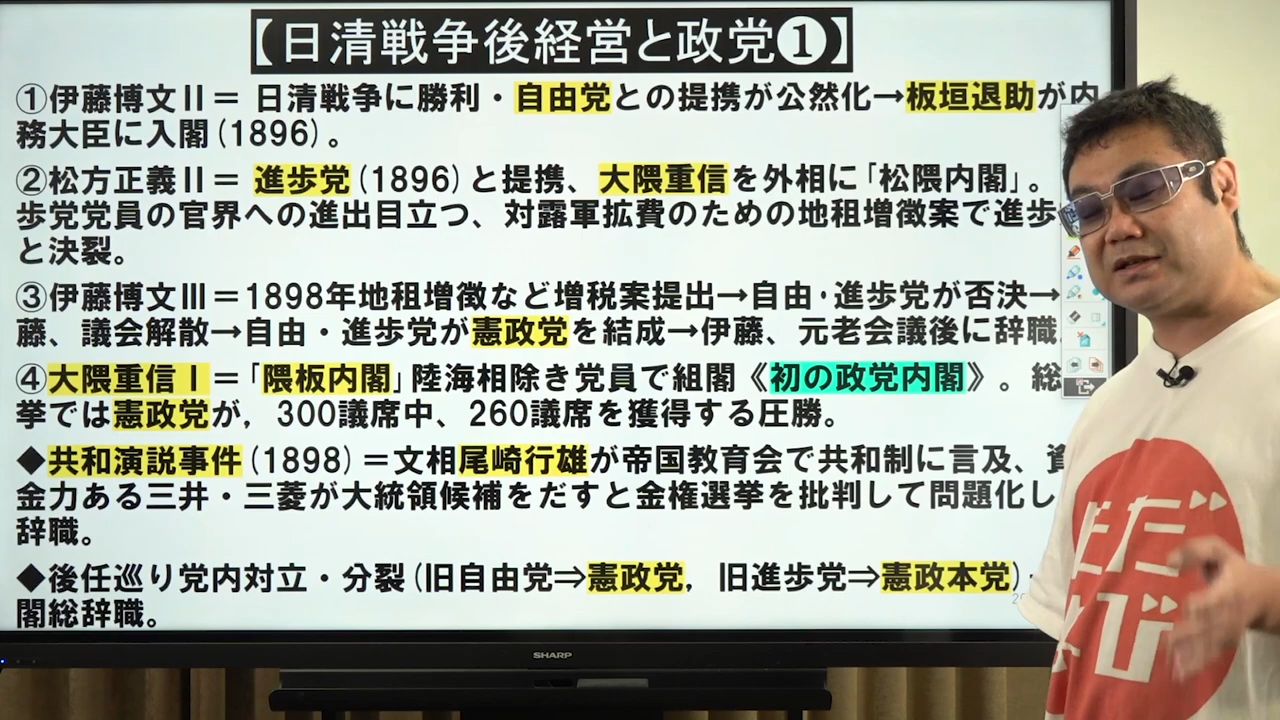 【日清戦争後経営と政党❶】
①伊藤博文Ⅱ＝ 日清戦争に勝利・自由党との提携が公然化→板垣退助が内
務大臣に入閣(1896)。
②松方正義Ⅱ＝ 進歩党(1896)と提携、大隈重信を外相に「松隈内閣」。
歩党党員の官界への進出目立つ、対露軍拡費のための地租増徴案で進歩
と決裂。
③伊藤博文Ⅲ＝1898年地租増徴など増税案提出→自由・進歩党が否決→
藤、議会解散→自由・進歩党が憲政党を結成→伊藤、元老会議後に辞職
④大隈重信Ⅰ＝「隈板内閣」陸海相除き党員で組閣《初の政党内閣》。総
挙では憲政党が，300議席中、260議席を獲得する圧勝。
◆共和演説事件(1898)＝文相尾崎行雄が帝国教育会で共和制に言及、資
金力ある三井・三菱が大統領候補をだすと金権選挙を批判して問題化し
辞職。
◆後任巡り党内対立・分裂(旧自由党⇒憲政党，旧進歩党⇒憲政本党)
閣総辞職。
SHARP